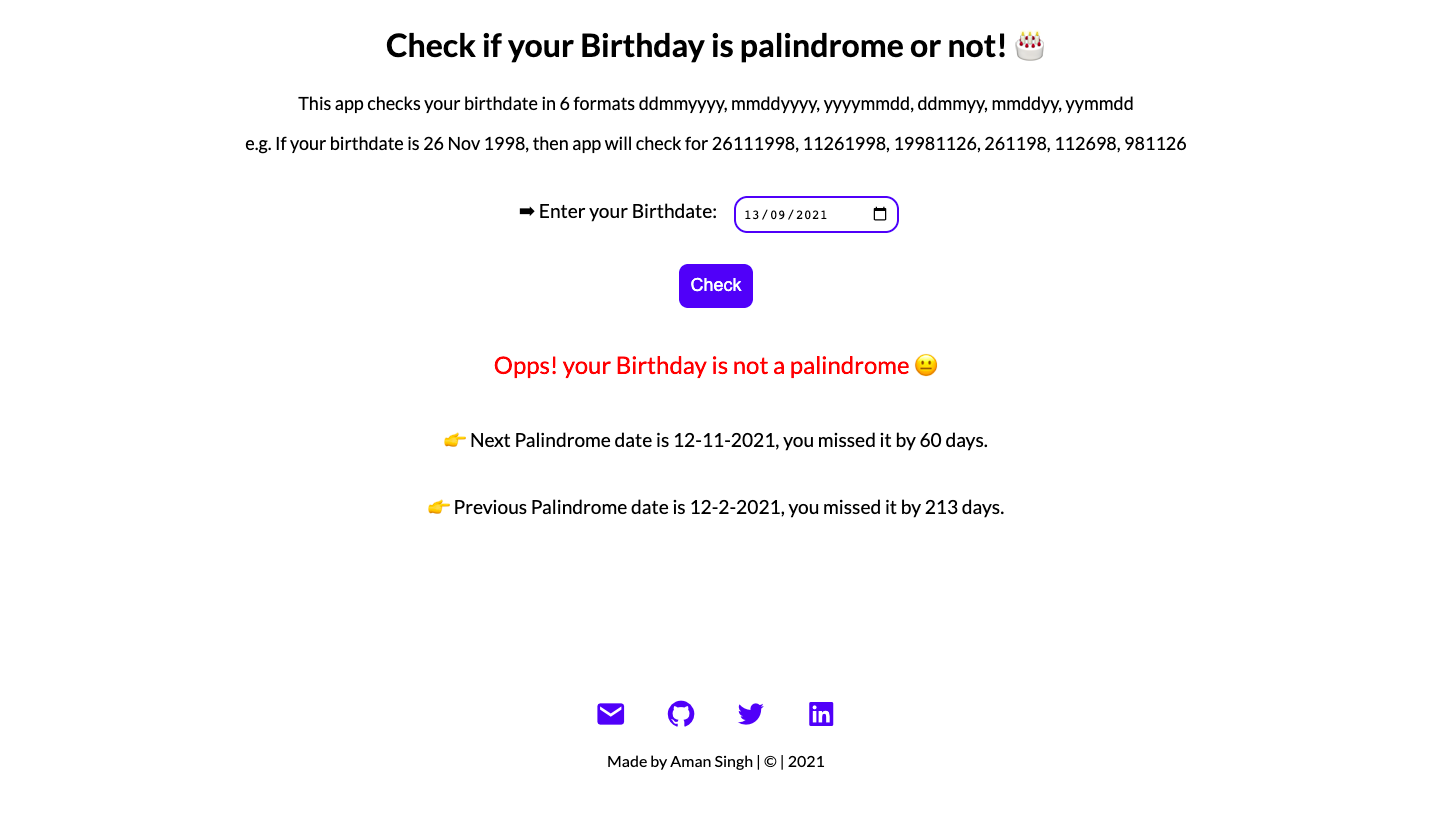 Check if your Birthday is palindrome or not! 🎂
This app checks your birthdate in 6 formats ddmmyyyy, mmddyyyy, yyyymmdd, ddmmyy, mmddyy, yymmdd
e.g. If your birthdate is 26 Nov 1998, then app will check for 26111998, 11261998, 19981126, 261198, 112698, 981126
➡️ Enter your Birthdate: 13/09/2021
Check
Opps! your Birthday is not a palindrome 😐
👉 Next Palindrome date is 12-11-2021, you missed it by 60 days.
👉 Previous Palindrome date is 12-2-2021, you missed it by 213 days.
Made by Aman Singh | © | 2021